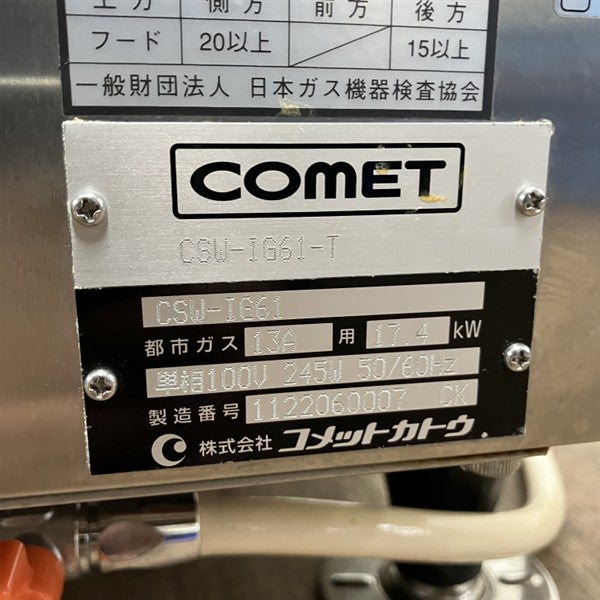 上方 側方 前方 後方
フード 20以上 15以上
一般財団法人 日本ガス機器検査協会
COMET
CSW-IG61-T
CSW-IG61
都市ガス 13A 用 17.4 kW
単相100V 245W 50/60Hz
製造番号 1122060007 CK
株式会社 コメットカトウ